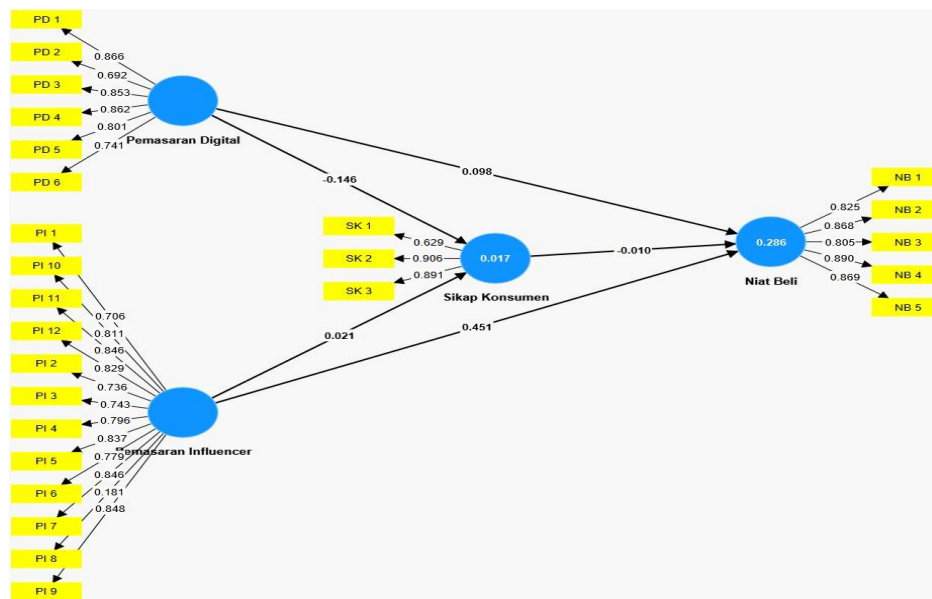 PD 1
PD 2
PD 3
PD 4
PD 5
PD 6
0.866
0.692
0.853
0.862
0.801
0.741
Pemasaran Digital
-0.146
0.098
PI 1
PI 10
PI 11
PI 12
PI 2
PI 3
PI 4
PI 5
PI 6
PI 7
PI 8
PI 9
0.706
0.811
0.846
0.829
0.736
0.743
0.796
0.837
0.779
0.846
0.181
0.848
Pemasaran Influencer
0.021
0.451
SK 1
SK 2
SK 3
0.629
0.906
0.891
0.017
Sikap Konsumen
-0.010
0.286
Niat Beli
0.825
0.868
0.805
0.890
0.869
NB 1
NB 2
NB 3
NB 4
NB 5